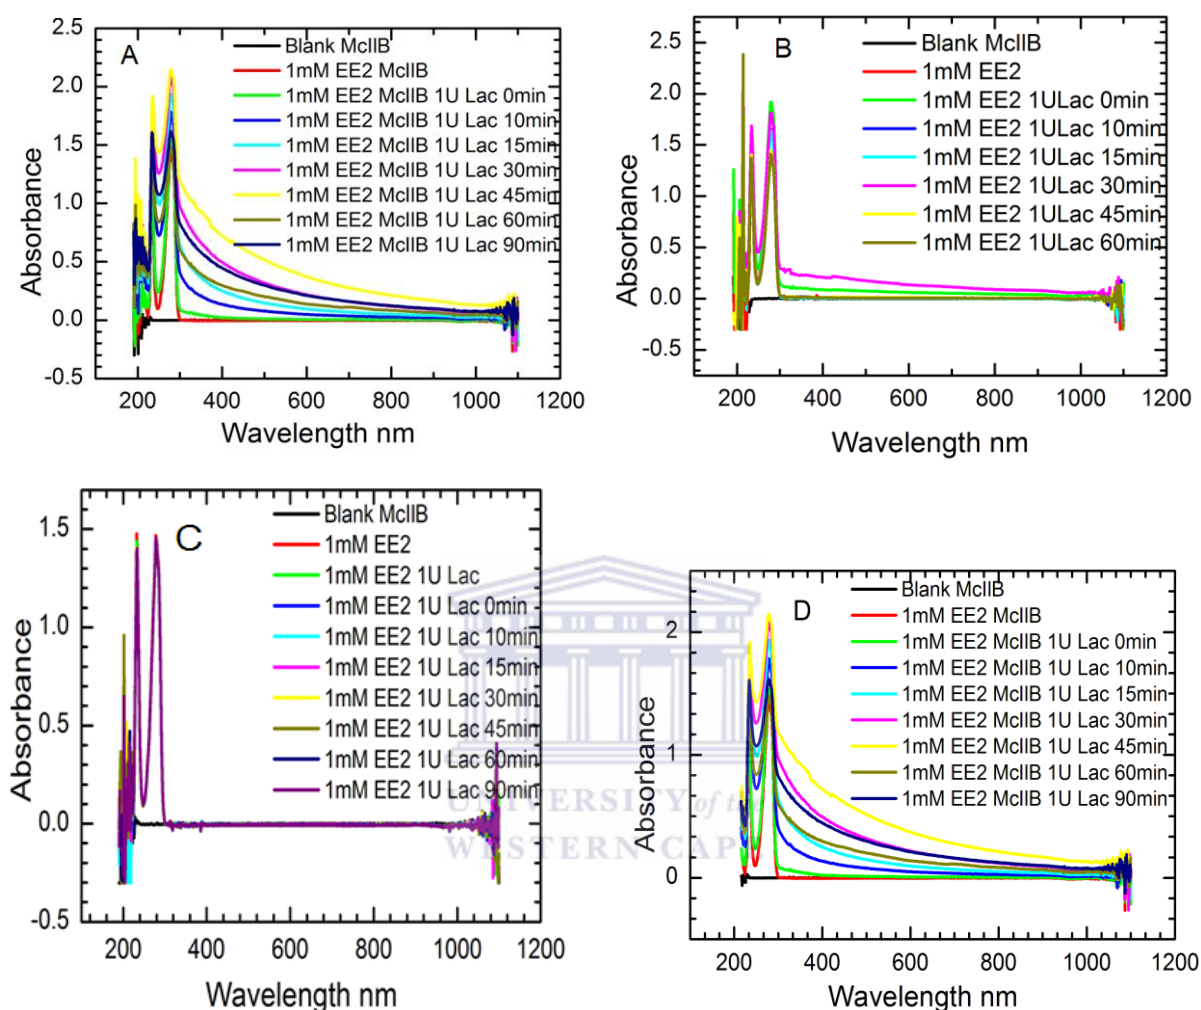 A
Blank McIIB
1mM EE2 McIIB
1mM EE2 McIIB 1U Lac 0min
1mM EE2 McIIB 1U Lac 10min
1mM EE2 McIIB 1U Lac 15min
1mM EE2 McIIB 1U Lac 30min
1mM EE2 McIIB 1U Lac 45min
1mM EE2 McIIB 1U Lac 60min
1mM EE2 McIIB 1U Lac 90min
2.5
2.0
1.5
1.0
0.5
0.0
-0.5
Absorbance
200 400 600 800 1000 1200
Wavelength nm
B
Blank McIIB
1mM EE2
1mM EE2 1ULac 0min
1mM EE2 1ULac 10min
1mM EE2 1ULac 15min
1mM EE2 1ULac 30min
1mM EE2 1ULac 45min
1mM EE2 1ULac 60min
2.5
2.0
1.5
1.0
0.5
0.0
-0.5
Absorbance
200 400 600 800 1000 1200
Wavelength nm
C
Blank McIIB
1mM EE2
1mM EE2 1U Lac
1mM EE2 1U Lac 0min
1mM EE2 1U Lac 10min
1mM EE2 1U Lac 15min
1mM EE2 1U Lac 30min
1mM EE2 1U Lac 45min
1mM EE2 1U Lac 60min
1mM EE2 1U Lac 90min
1.5
1.0
0.5
0.0
-0.5
Absorbance
200 400 600 800 1000 1200
Wavelength nm
D
Blank McIIB
1mM EE2 McIIB
1mM EE2 McIIB 1U Lac 0min
1mM EE2 McIIB 1U Lac 10min
1mM EE2 McIIB 1U Lac 15min
1mM EE2 McIIB 1U Lac 30min
1mM EE2 McIIB 1U Lac 45min
1mM EE2 McIIB 1U Lac 60min
1mM EE2 McIIB 1U Lac 90min
2
1
0
Absorbance
200 400 600 800 1000 1200
Wavelength nm
UNIVERSITY of
WESTERN